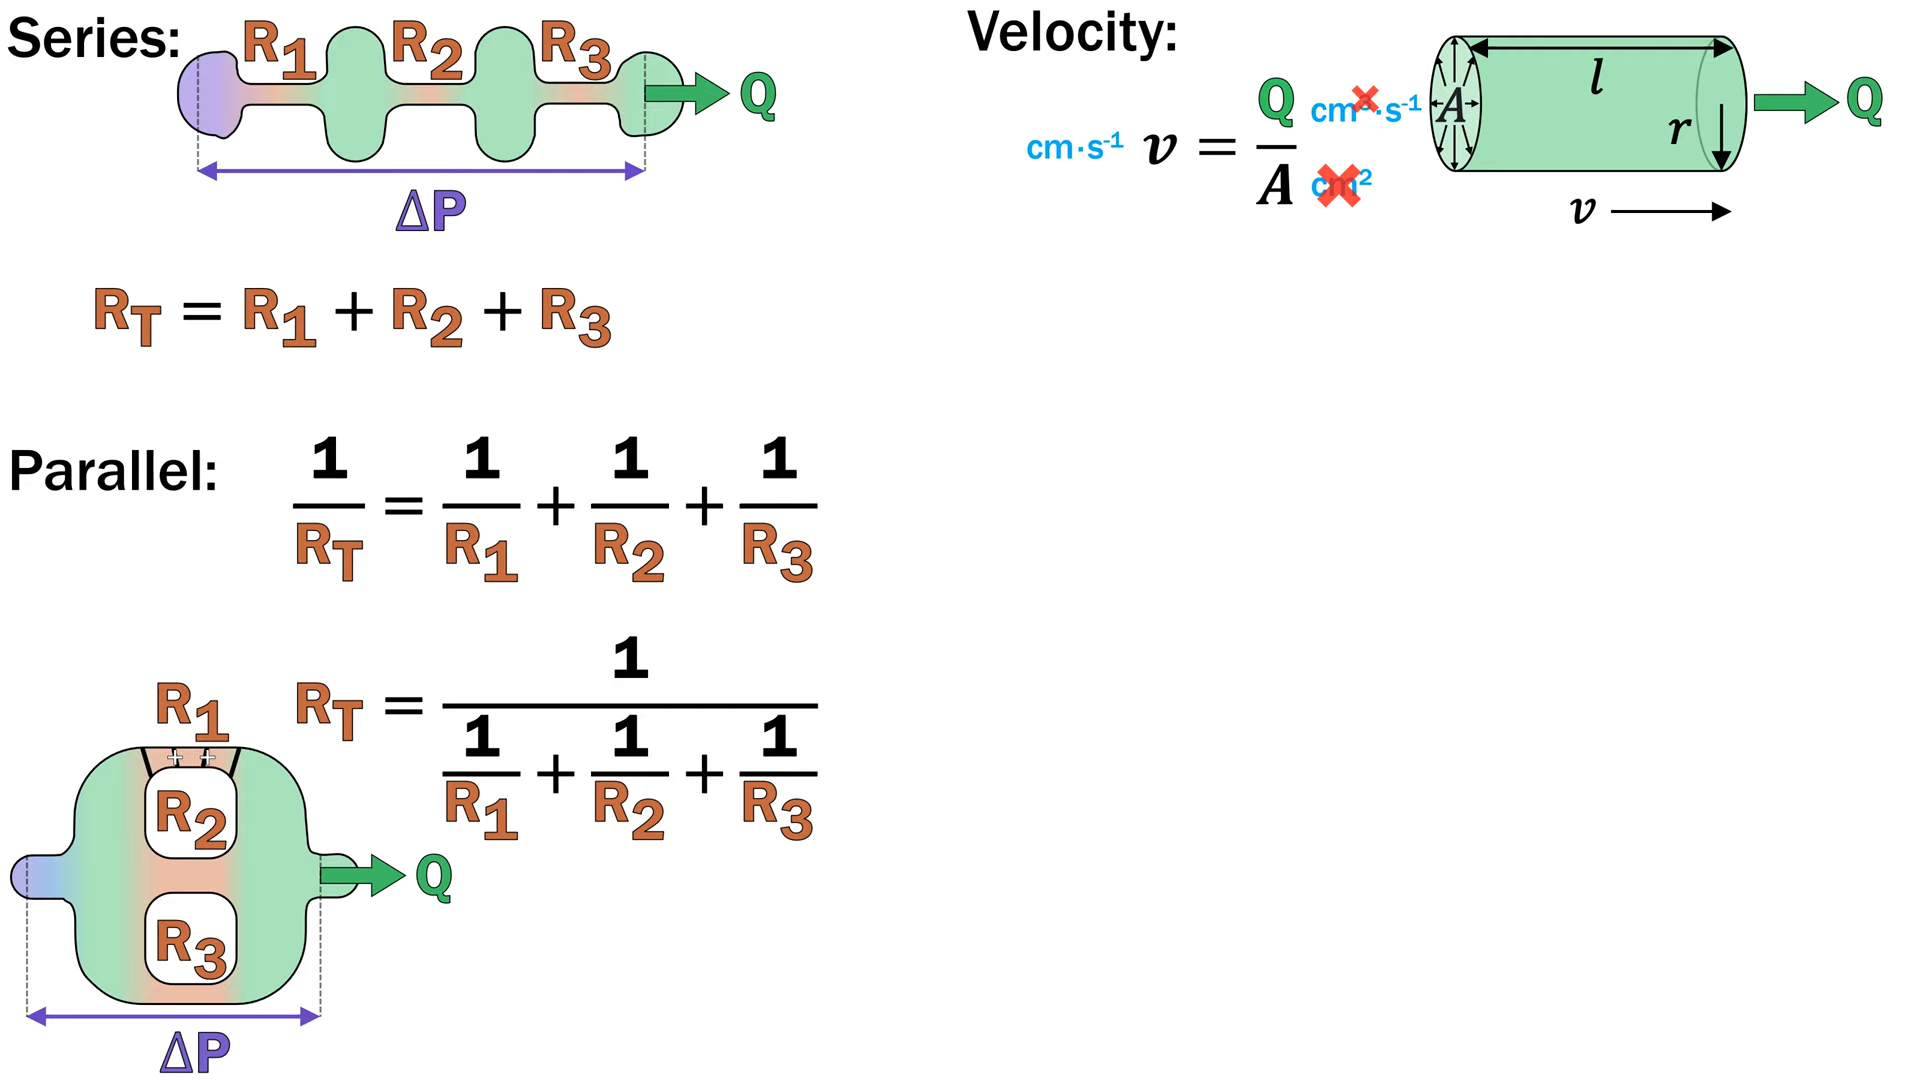 Series:
R1 R2 R3
Q
ΔP
RT = R1 + R2 + R3
Parallel:
1/RT = 1/R1 + 1/R2 + 1/R3
RT = 1/(1/R1 + 1/R2 + 1/R3)
R1
+ +
R2
R3
Q
ΔP
Velocity:
cm·s-1 v = Q/A
cm3·s-1
cm2
A
l
r
Q
v